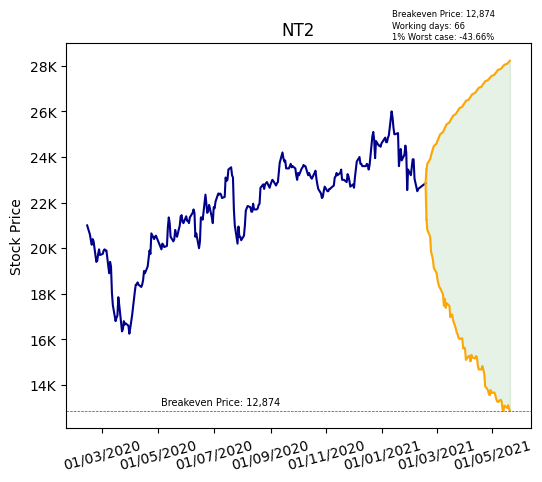 Breakeven Price: 12,874
Working days: 66
1% Worst case: -43.66%
NT2
Stock Price
28K
26K
24K
22K
20K
18K
16K
14K
Breakeven Price: 12,874
01/03/2020
01/05/2020
01/07/2020
01/09/2020
01/11/2020
01/01/2021
01/03/2021
01/05/2021